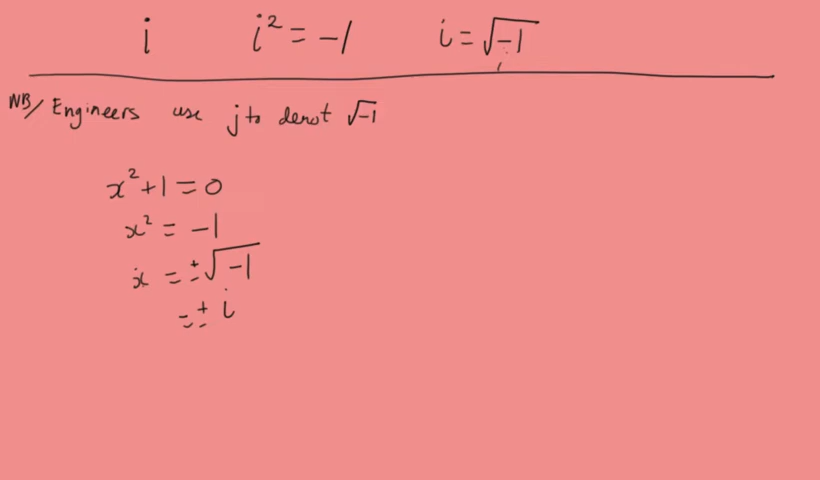 i i² = -1 i = √-1
NB/ Engineers use j to denot √-1
x² + 1 = 0
x² = -1
x = ±√-1
= ± i